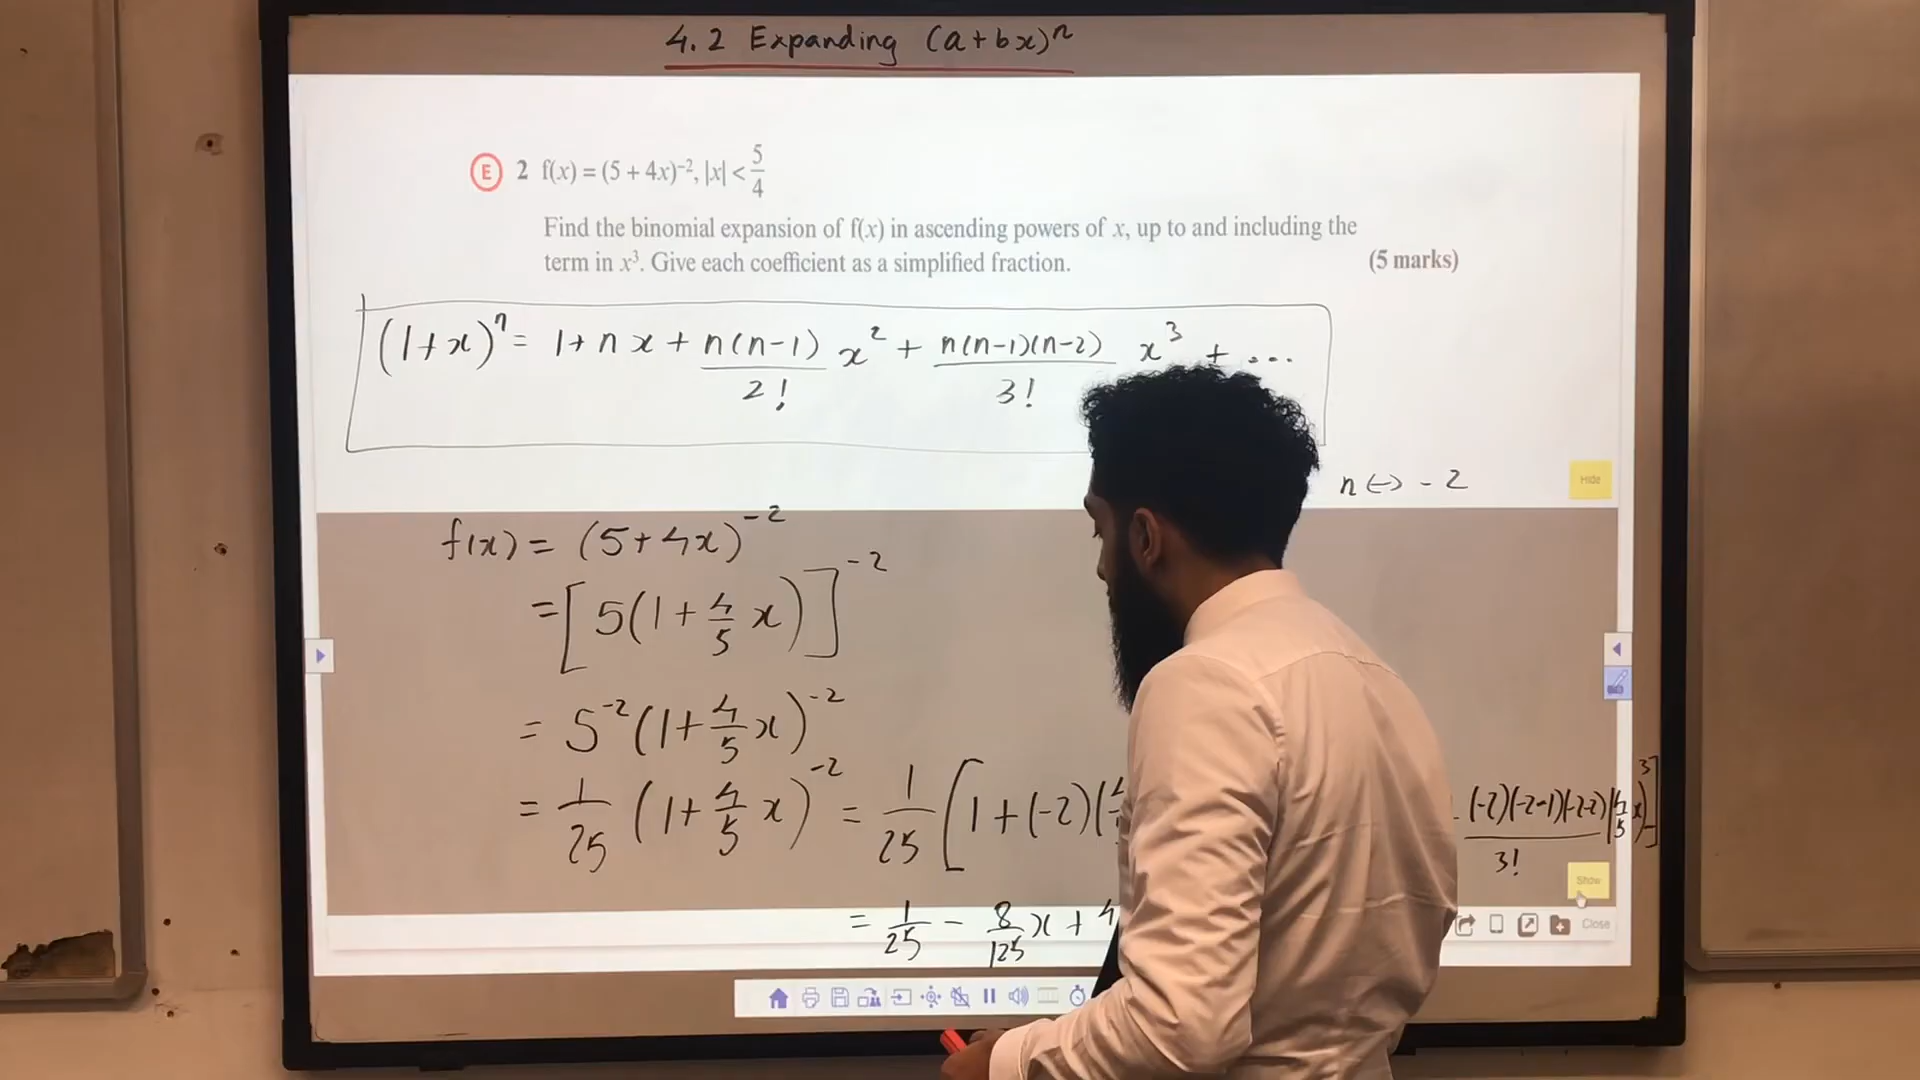 4.2 Expanding (a+bx)ⁿ
E 2 f(x) = (5 + 4x)⁻², |x| < 5/4
Find the binomial expansion of f(x) in ascending powers of x, up to and including the
term in x³. Give each coefficient as a simplified fraction. (5 marks)
(1+x)ⁿ = 1 + nx + n(n-1)/2! x² + n(n-1)(n-2)/3! x³ + ...
n ↔ -2
Hide
f(x) = (5+4x)⁻²
= [5(1+4/5 x)]⁻²
= 5⁻²(1+4/5 x)⁻²
= 1/25 (1+4/5 x)⁻² = 1/25 [1+(-2)( (-2)(-2-1)(-2-2)/3! (4/5 x)³]
Show
= 1/25 - 8/125 x + 4
Close